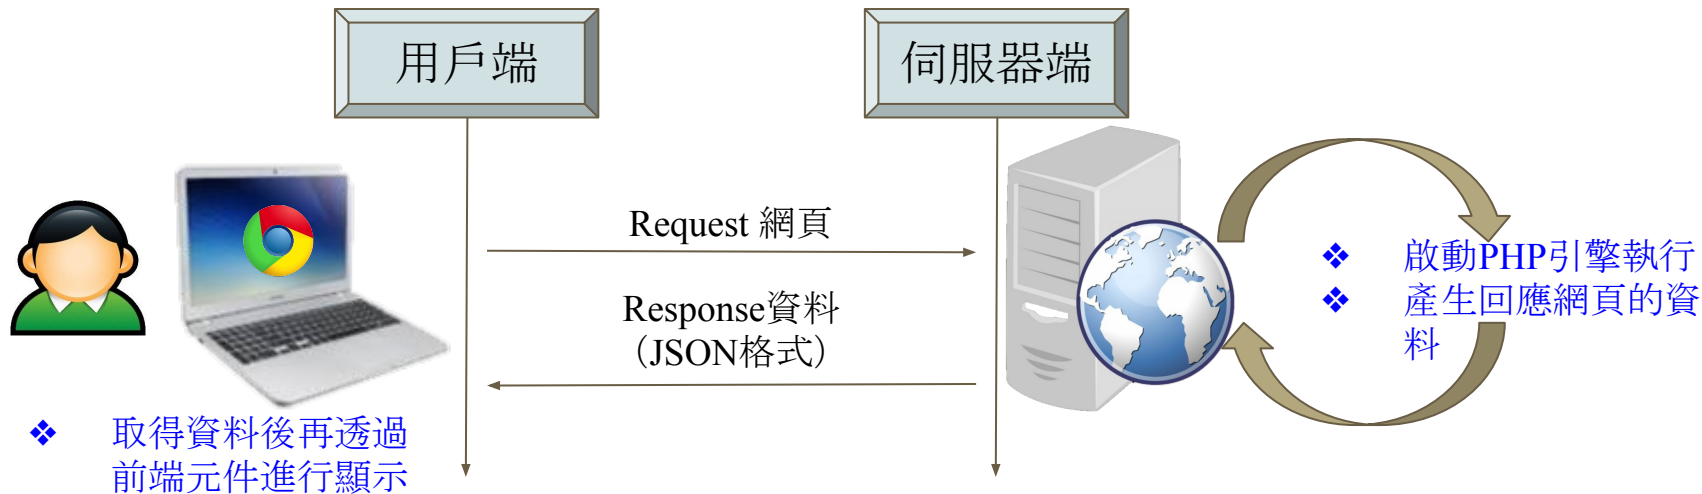 用戶端
伺服器端
Request 網頁
Response資料
（JSON格式）
❖ 啟動PHP引擎執行
❖ 產生回應網頁的資
料
❖ 取得資料後再透過
前端元件進行顯示